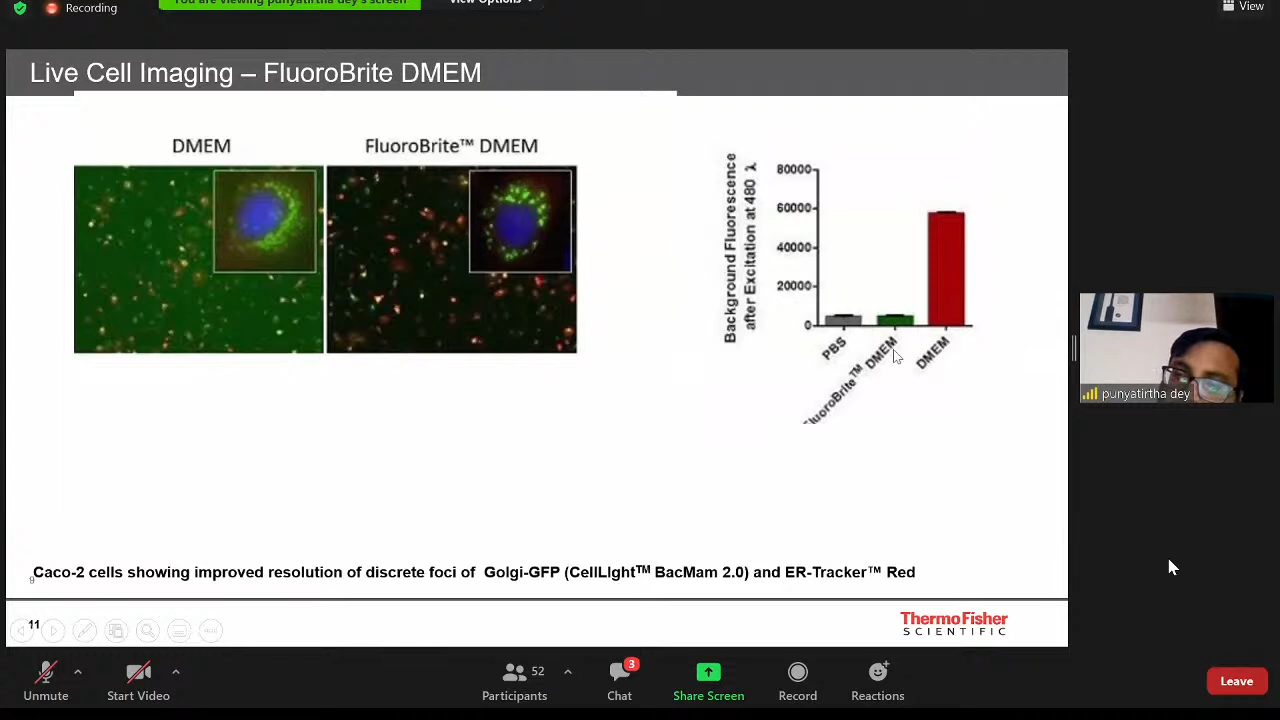 Recording
You are viewing punyatirtha dey's screen
View Options
View
Live Cell Imaging – FluoroBrite DMEM
DMEM
FluoroBrite™ DMEM
Background Fluorescence
after Excitation at 480 λ
80000
60000
40000
20000
0
PBS
FluoroBrite™ DMEM
DMEM
punyatirtha dey
Caco-2 cells showing improved resolution of discrete foci of Golgi-GFP (CellLIght™ BacMam 2.0) and ER-Tracker™ Red
9
11
ThermoFisher
SCIENTIFIC
Unmute
Start Video
52
Participants
3
Chat
Share Screen
Record
Reactions
Leave